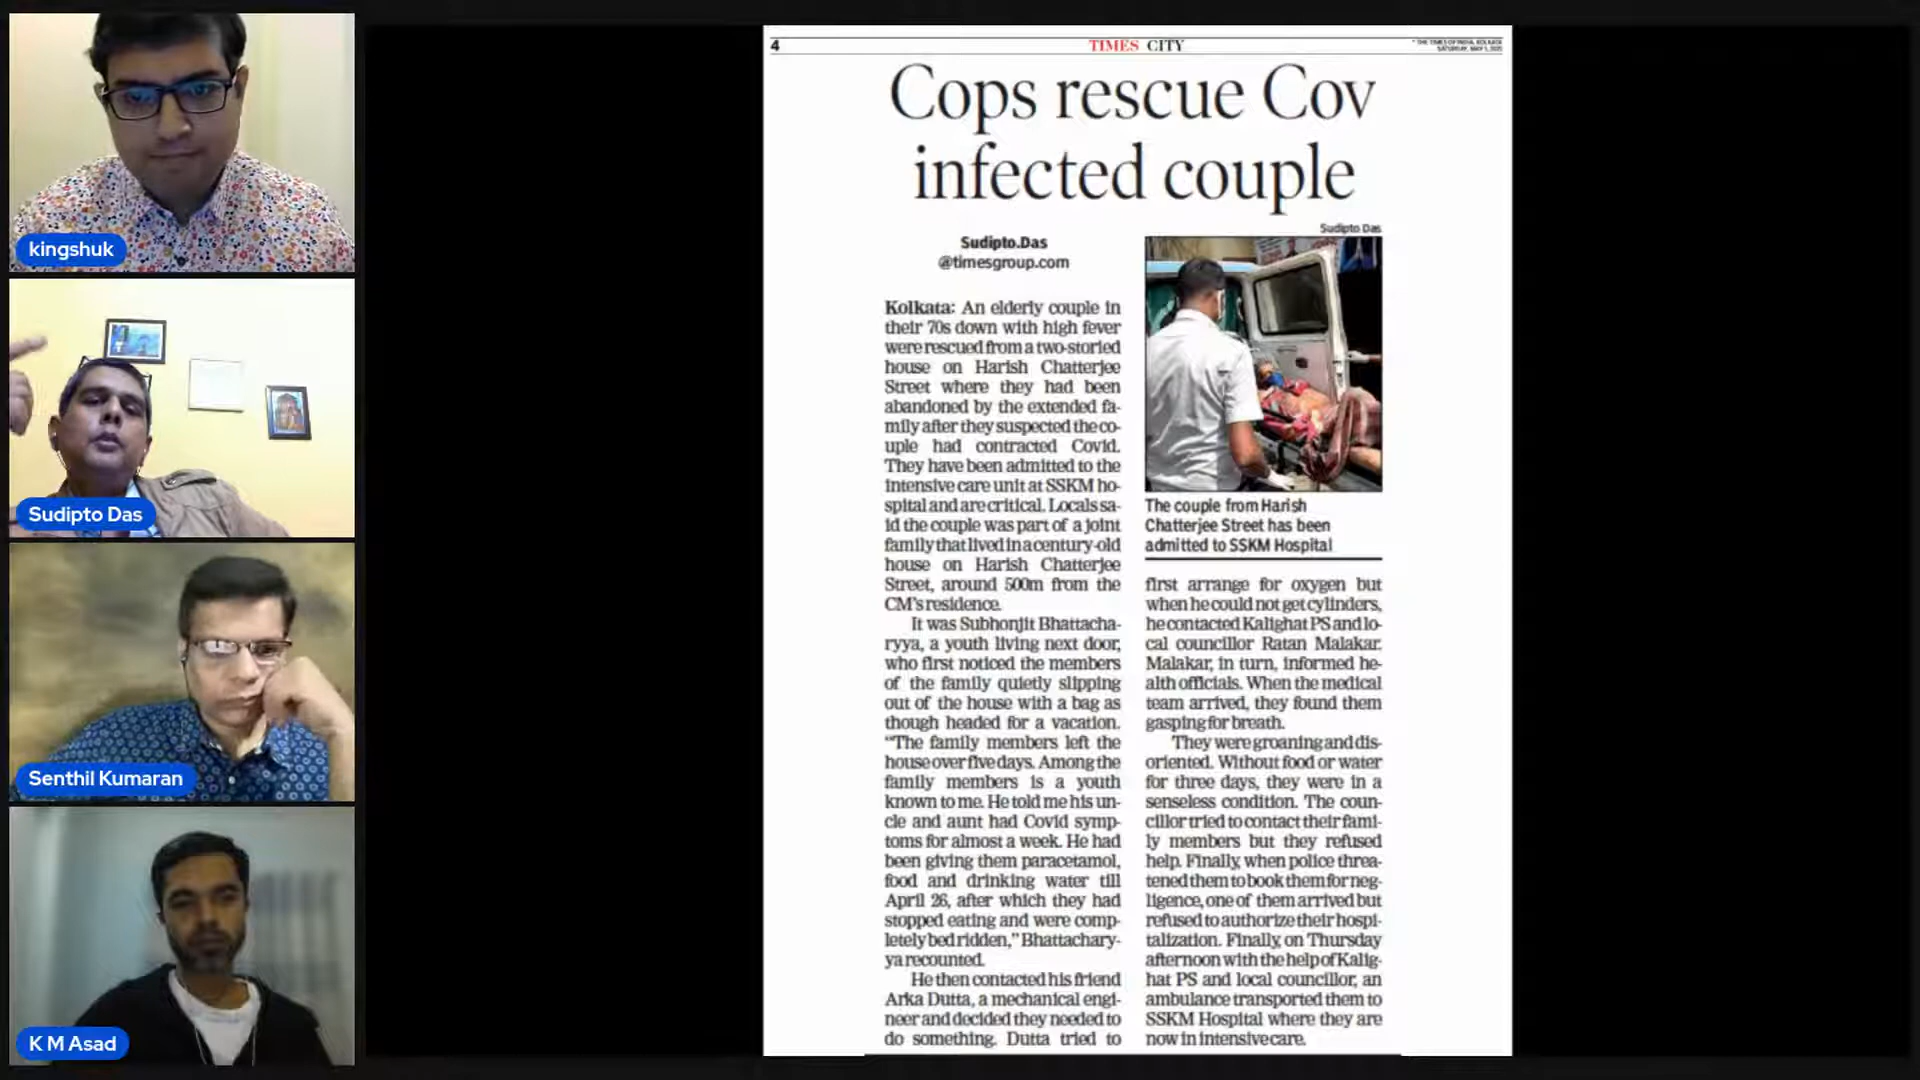 kingshuk
Sudipto Das
Senthil Kumaran
K M Asad
4
TIMES CITY
THE TIMES OF INDIA, KOLKATA
SATURDAY, MAY 1, 2021
Cops rescue Cov
infected couple
Sudipto.Das
@timesgroup.com
Kolkata: An elderly couple in
their 70s down with high fever
were rescued from a two-storied
house on Harish Chatterjee
Street where they had been
abandoned by the extended fa-
mily after they suspected the co-
uple had contracted Covid.
They have been admitted to the
intensive care unit at SSKM ho-
spital and are critical. Locals sa-
id the couple was part of a joint
family that lived in a century-old
house on Harish Chatterjee
Street, around 500m from the
CM's residence.
It was Subhonjit Bhattacha-
ryya, a youth living next door,
who first noticed the members
of the family quietly slipping
out of the house with a bag as
though headed for a vacation.
"The family members left the
house over five days. Among the
family members is a youth
known to me. He told me his un-
cle and aunt had Covid symp-
toms for almost a week. He had
been giving them paracetamol,
food and drinking water till
April 26, after which they had
stopped eating and were comp-
letely bed ridden," Bhattachary-
ya recounted.
He then contacted his friend
Arka Dutta, a mechanical engi-
neer and decided they needed to
do something. Dutta tried to
Sudipto Das
The couple from Harish
Chatterjee Street has been
admitted to SSKM Hospital
first arrange for oxygen but
when he could not get cylinders,
he contacted Kalighat PS and lo-
cal councillor Ratan Malakar.
Malakar, in turn, informed he-
alth officials. When the medical
team arrived, they found them
gasping for breath.
They were groaning and dis-
oriented. Without food or water
for three days, they were in a
senseless condition. The coun-
cillor tried to contact their fami-
ly members but they refused
help. Finally, when police threa-
tened them to book them for neg-
ligence, one of them arrived but
refused to authorize their hospi-
talization. Finally, on Thursday
afternoon with the help of Kalig-
hat PS and local councillor, an
ambulance transported them to
SSKM Hospital where they are
now in intensive care.